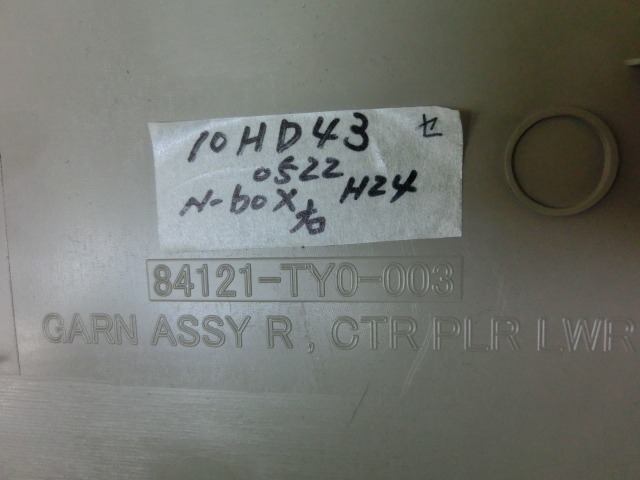 10HD43 セ
0522
N-box H24
右
84121-TY0-003
GARN ASSY R , CTR PLR LWR